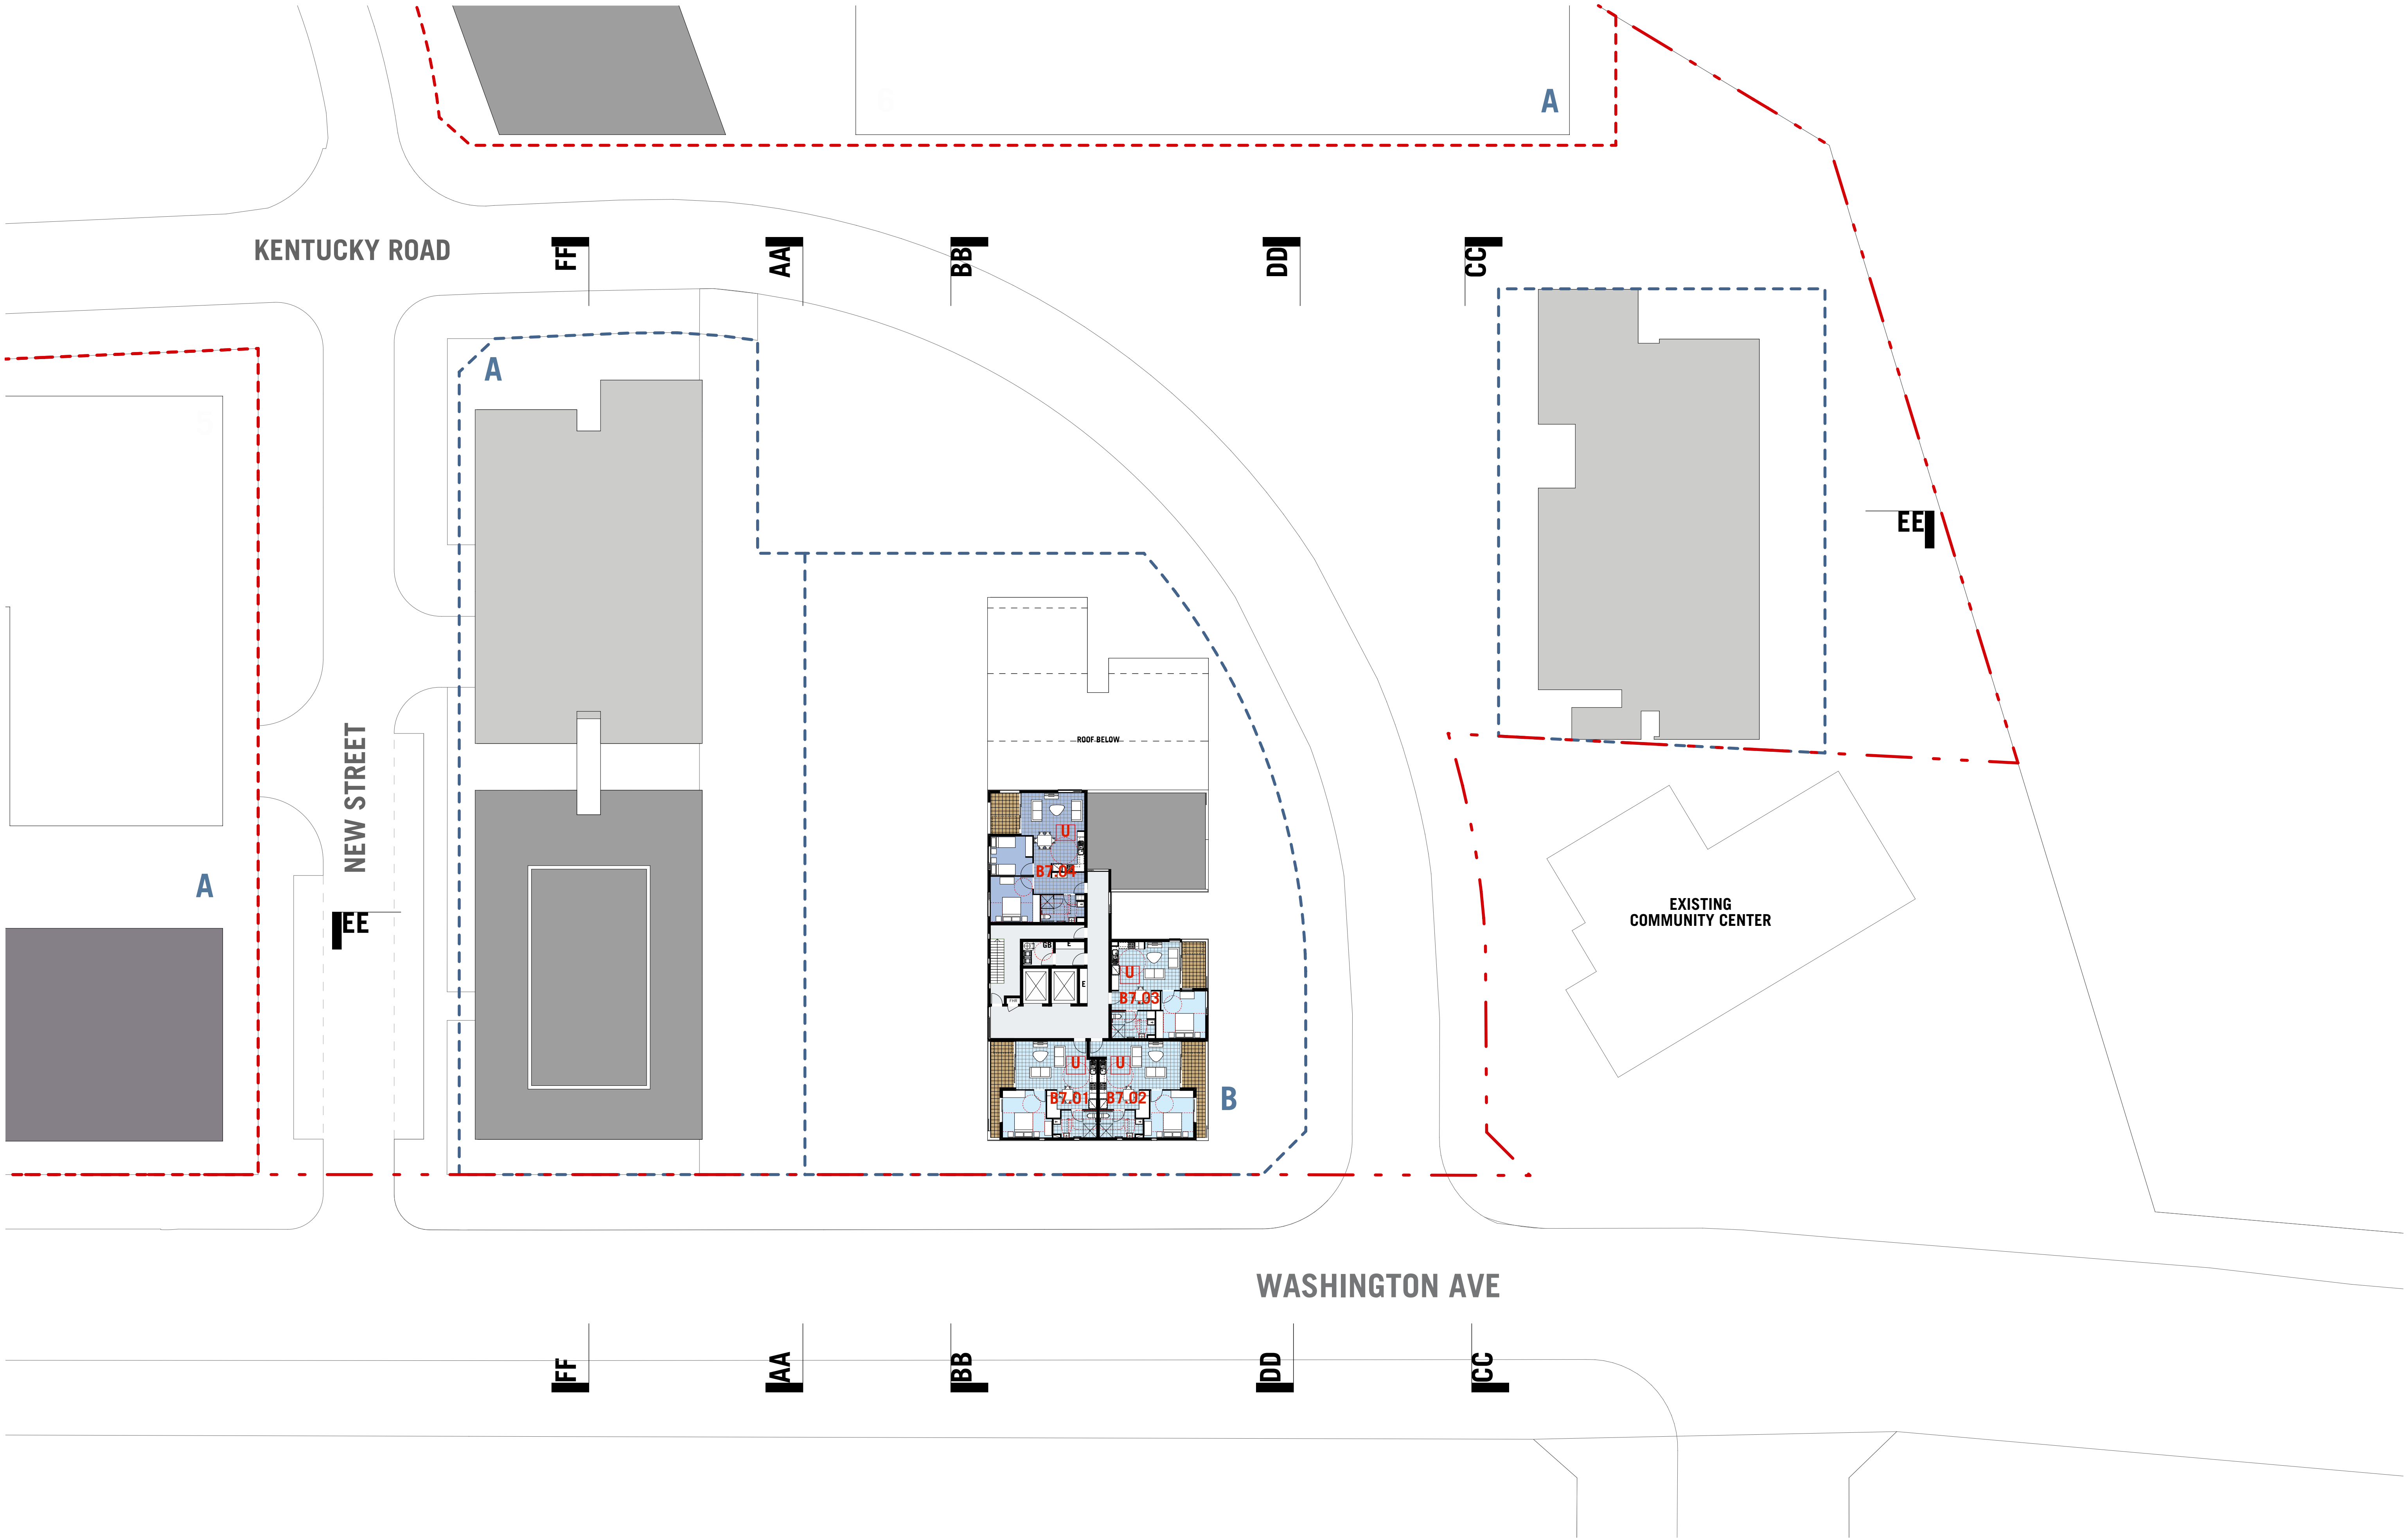 A
KENTUCKY ROAD
FF
AA
BB
DD
CC
A
EE
ROOF BELOW
NEW STREET
U
B7.04
A
EXISTING
COMMUNITY CENTER
EE
GB
E
U
E
B7.03
U
U
B7.01
B7.02
B
WASHINGTON AVE
FF
AA
BB
DD
CC